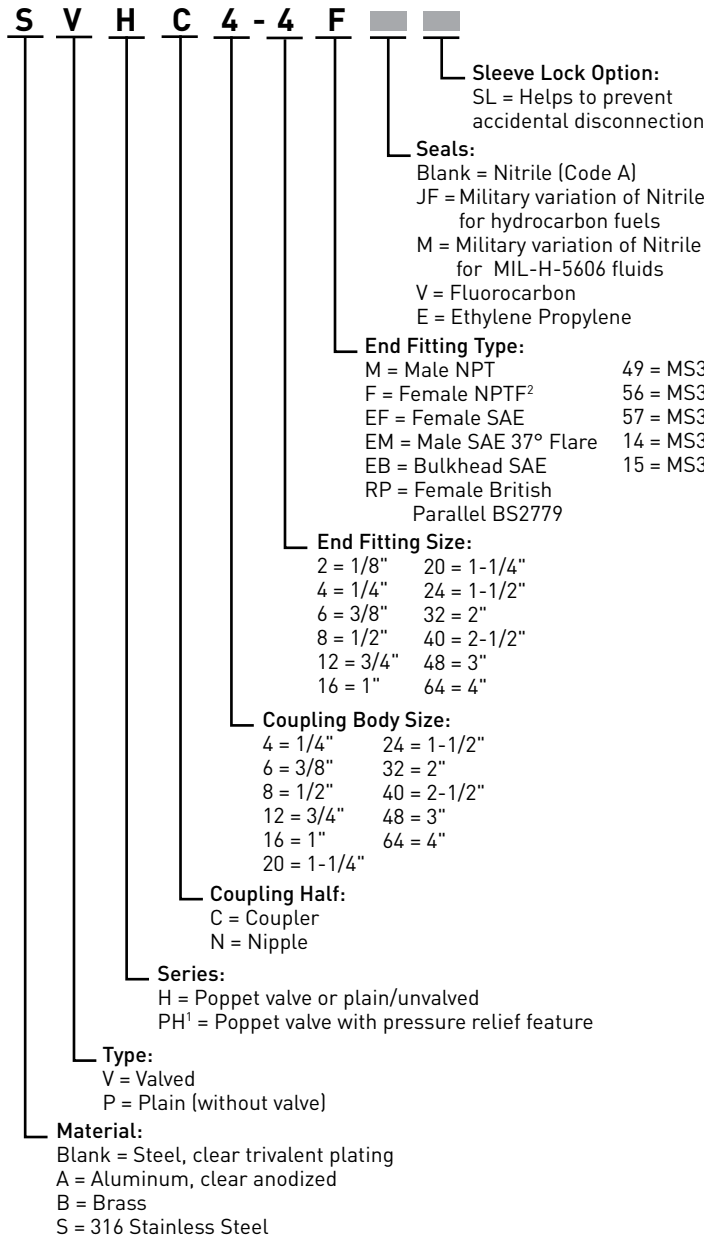 S V H C 4 - 4 F
Sleeve Lock Option:
SL = Helps to prevent
accidental disconnection
Seals:
Blank = Nitrile (Code A)
JF = Military variation of Nitrile
for hydrocarbon fuels
M = Military variation of Nitrile
for MIL-H-5606 fluids
V = Fluorocarbon
E = Ethylene Propylene
End Fitting Type:
M = Male NPT 49 = MS3
F = Female NPTF² 56 = MS3
EF = Female SAE 57 = MS3
EM = Male SAE 37° Flare 14 = MS3
EB = Bulkhead SAE 15 = MS3
RP = Female British
Parallel BS2779
End Fitting Size:
2 = 1/8" 20 = 1-1/4"
4 = 1/4" 24 = 1-1/2"
6 = 3/8" 32 = 2"
8 = 1/2" 40 = 2-1/2"
12 = 3/4" 48 = 3"
16 = 1" 64 = 4"
Coupling Body Size:
4 = 1/4" 24 = 1-1/2"
6 = 3/8" 32 = 2"
8 = 1/2" 40 = 2-1/2"
12 = 3/4" 48 = 3"
16 = 1" 64 = 4"
20 = 1-1/4"
Coupling Half:
C = Coupler
N = Nipple
Series:
H = Poppet valve or plain/unvalved
PH¹ = Poppet valve with pressure relief feature
Type:
V = Valved
P = Plain (without valve)
Material:
Blank = Steel, clear trivalent plating
A = Aluminum, clear anodized
B = Brass
S = 316 Stainless Steel